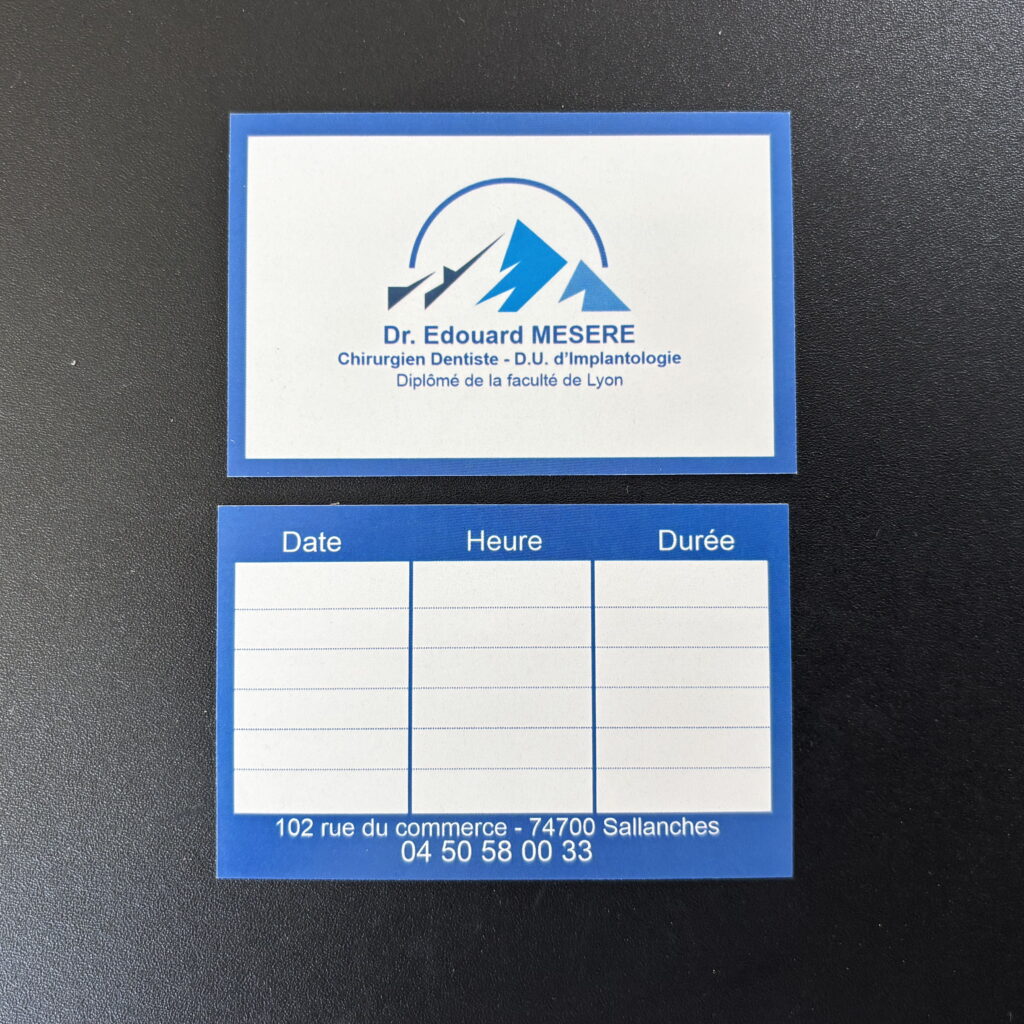 Dr. Edouard MESERE
Chirurgien Dentiste - D.U. d'Implantologie
Diplômé de la faculté de Lyon
Date Heure Durée
102 rue du commerce - 74700 Sallanches
04 50 58 00 33